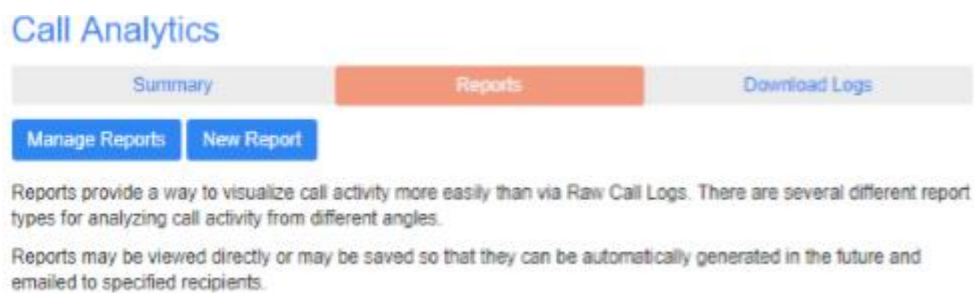 Call Analytics
Summary Reports Download Logs
Manage Reports New Report
Reports provide a way to visualize call activity more easily than via Raw Call Logs. There are several different report
types for analyzing call activity from different angles.
Reports may be viewed directly or may be saved so that they can be automatically generated in the future and
emailed to specified recipients.